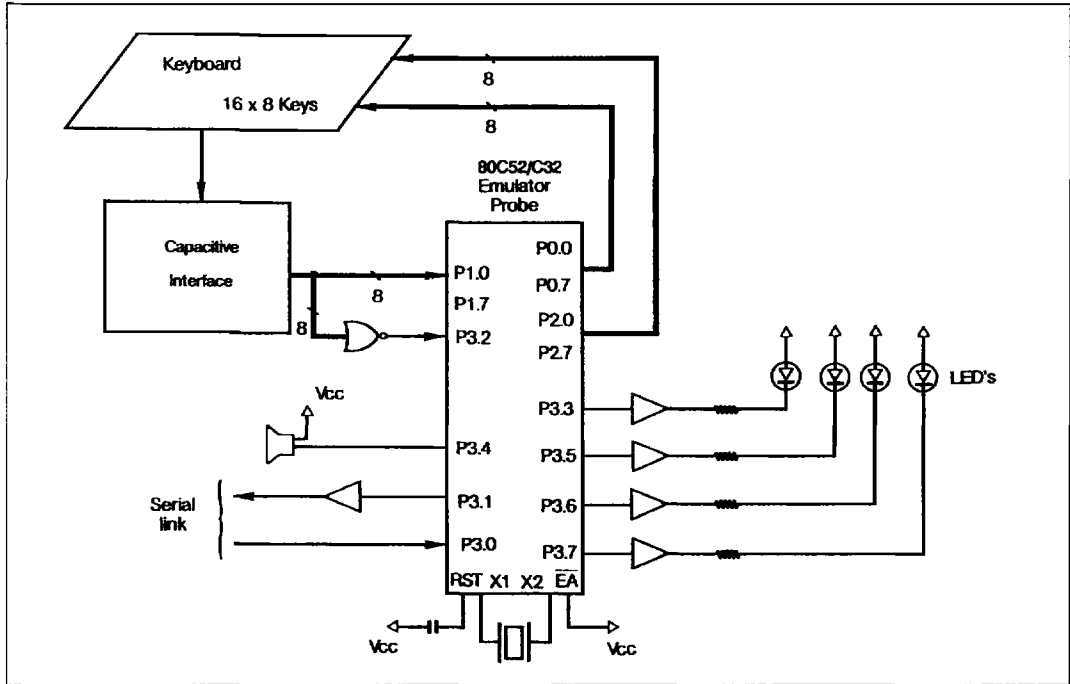 Keyboard
16 x 8 Keys
8
8
80C52/C32
Emulator
Probe
Capacitive
Interface
8
8
P1.0
P1.7
P3.2
P3.4
P3.1
P3.0
P0.0
P0.7
P2.0
P2.7
P3.3
P3.5
P3.6
P3.7
LED's
Vcc
Serial
link
RST X1 X2 EA
Vcc
Vcc